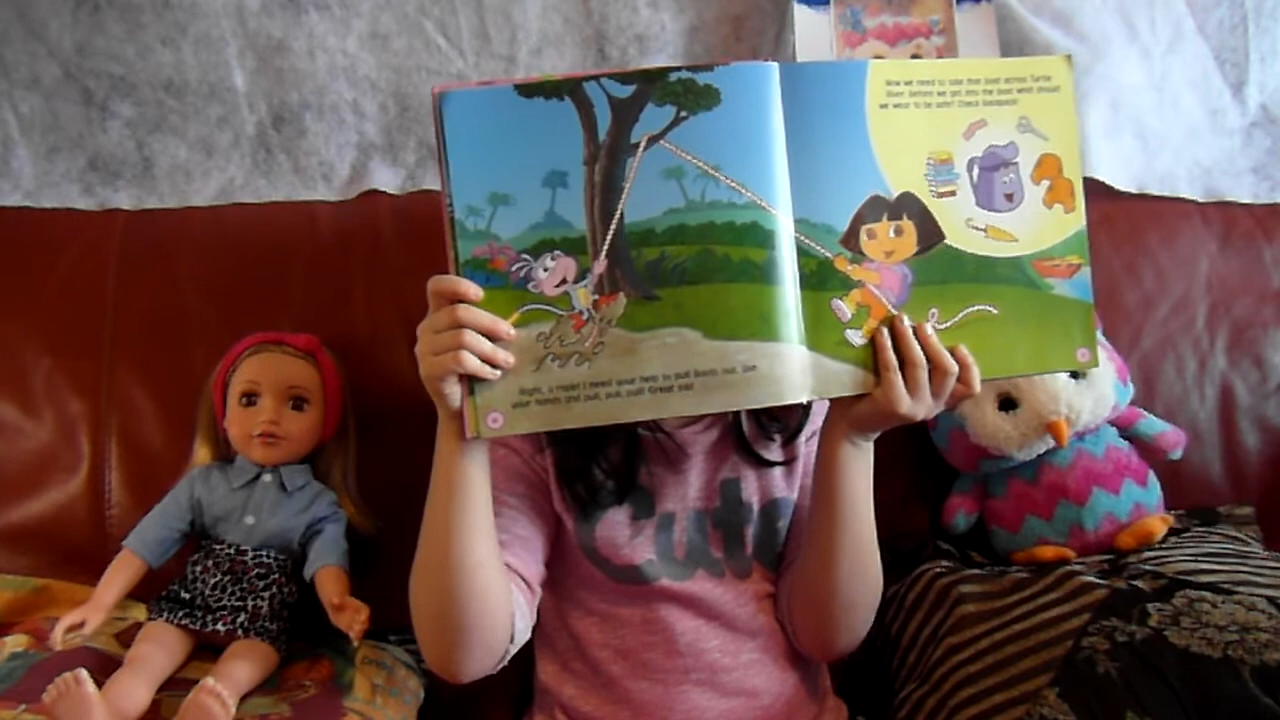 Now we need to take that boat across Turtle
River. Before we get into the boat what should
we wear to be safe? Check Backpack!
Right, a rope! I need your help to pull Boots out. Use
your hands and pull, pull, pull! Great job!
Cute